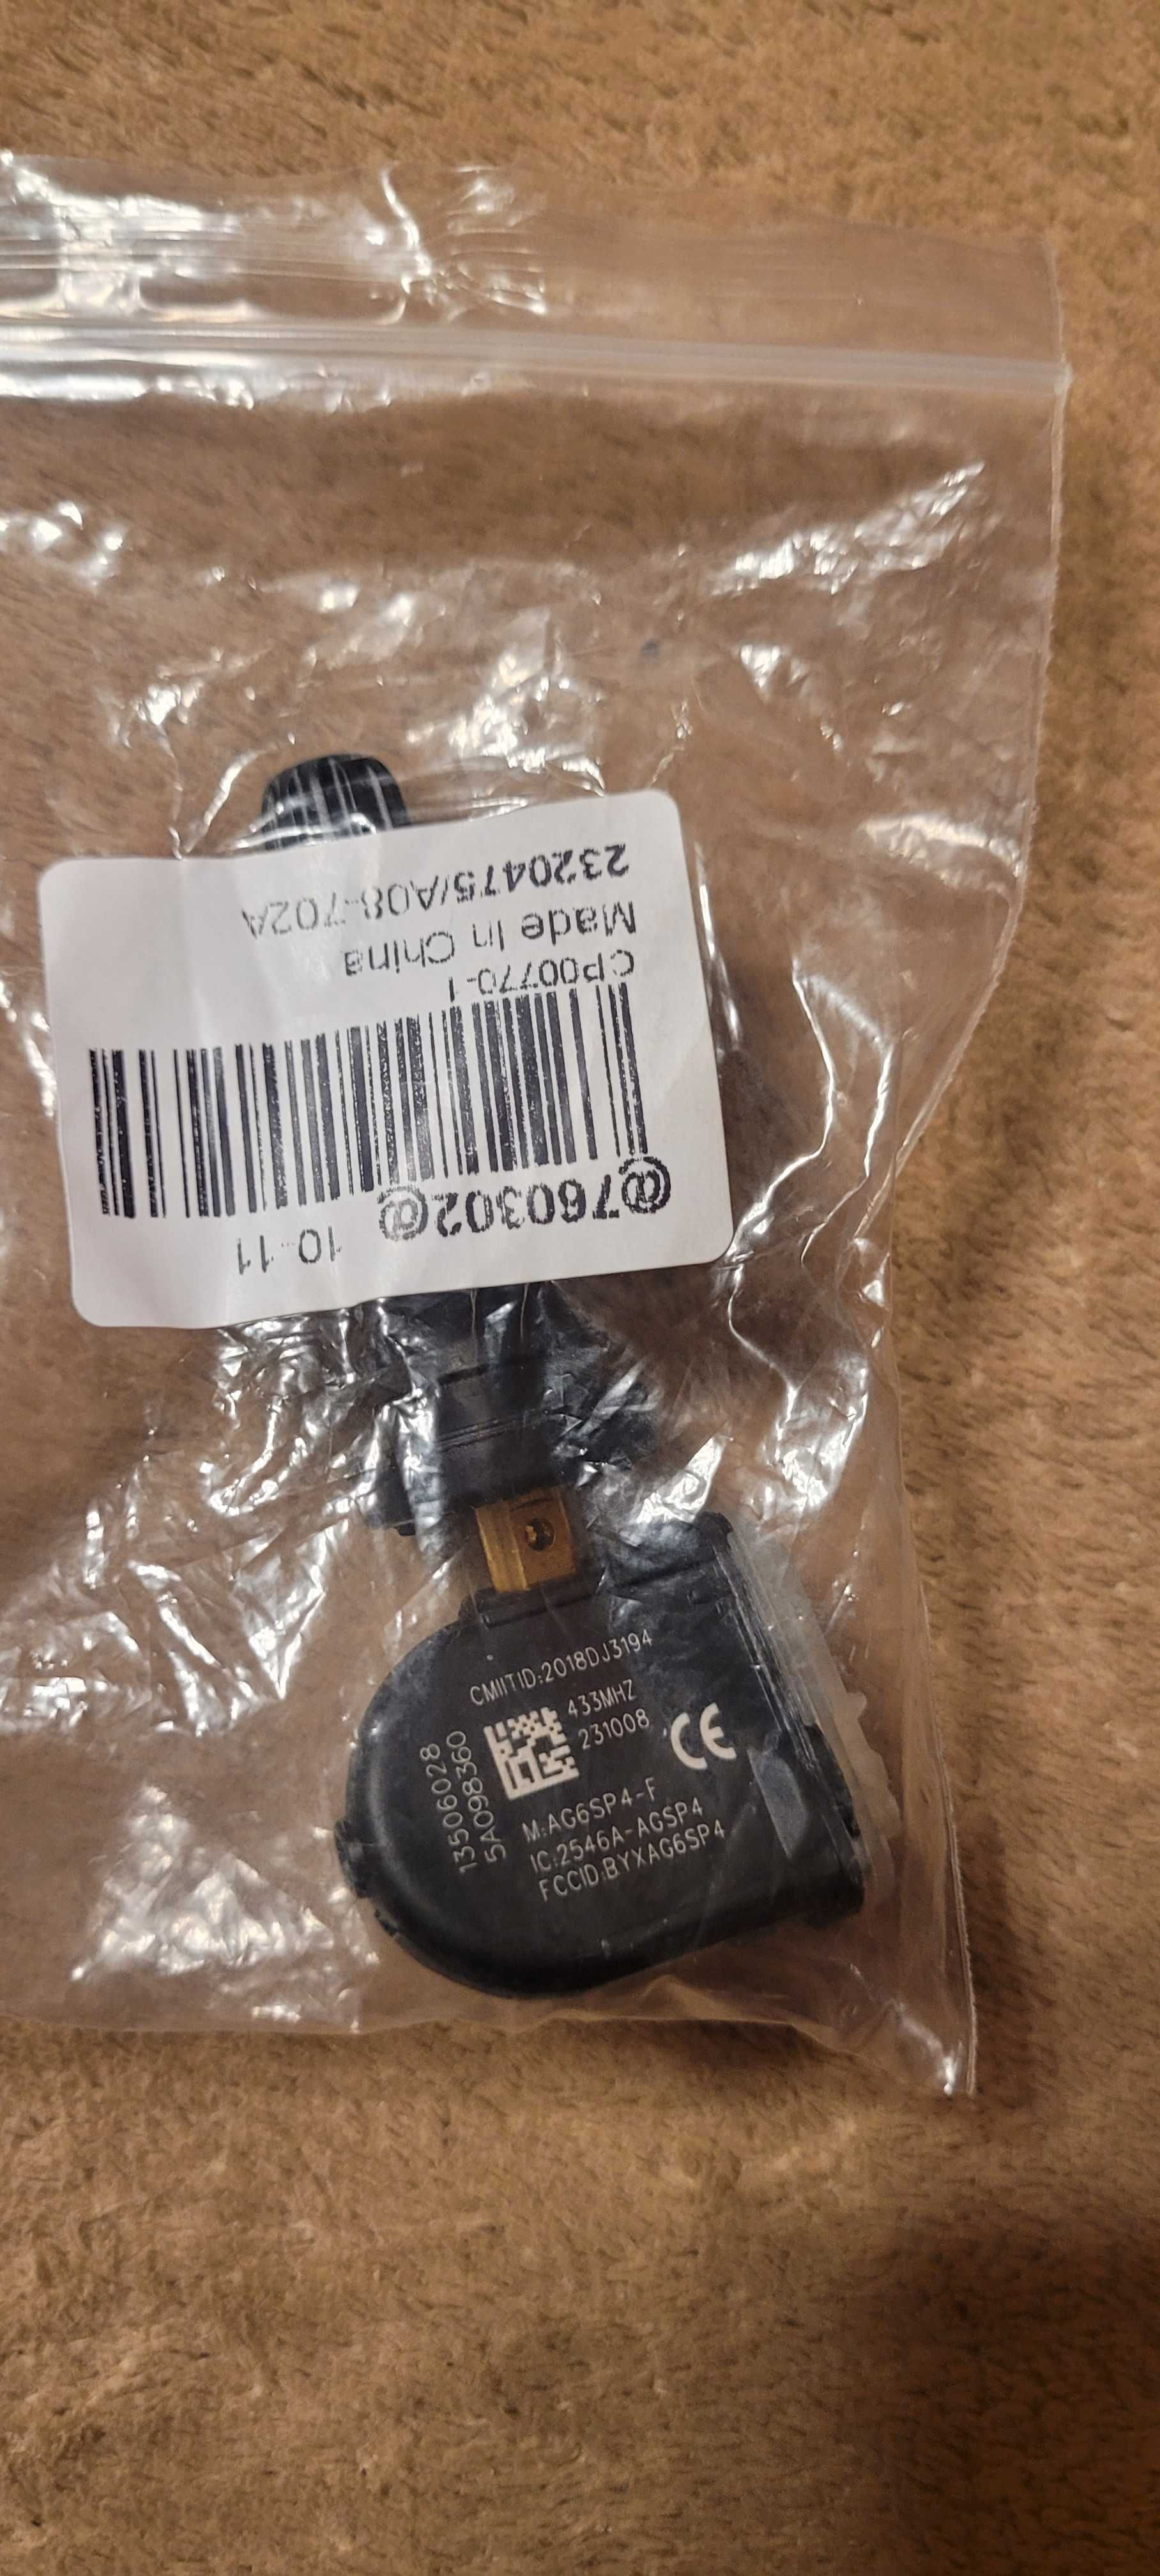 10-11
@760302@
CP00770-1
Made In China
2320475/A08-702A
CMIITID:2018DJ3194
433MHZ
231008
CE
13506028
5A098360
M:AG6SP4-F
IC:2546A-AGSP4
FCCID:BYXAG6SP4